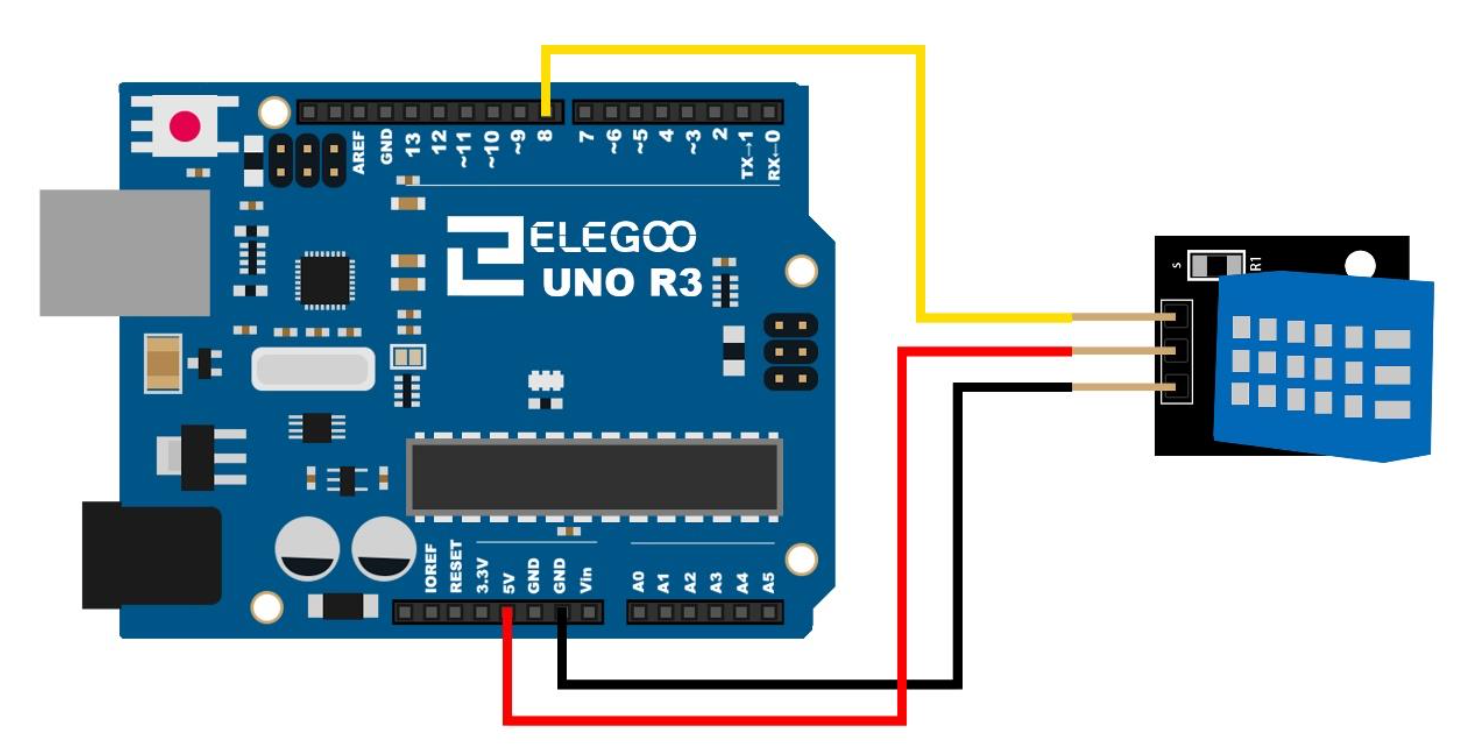 AREF
GND
13
12
~11
~10
~9
8
7
~6
~5
4
~3
2
TX→1
RX←0
ELEGOO
UNO R3
S
R1
IOREF
RESET
3.3V
5V
GND
GND
Vin
A0
A1
A2
A3
A4
A5